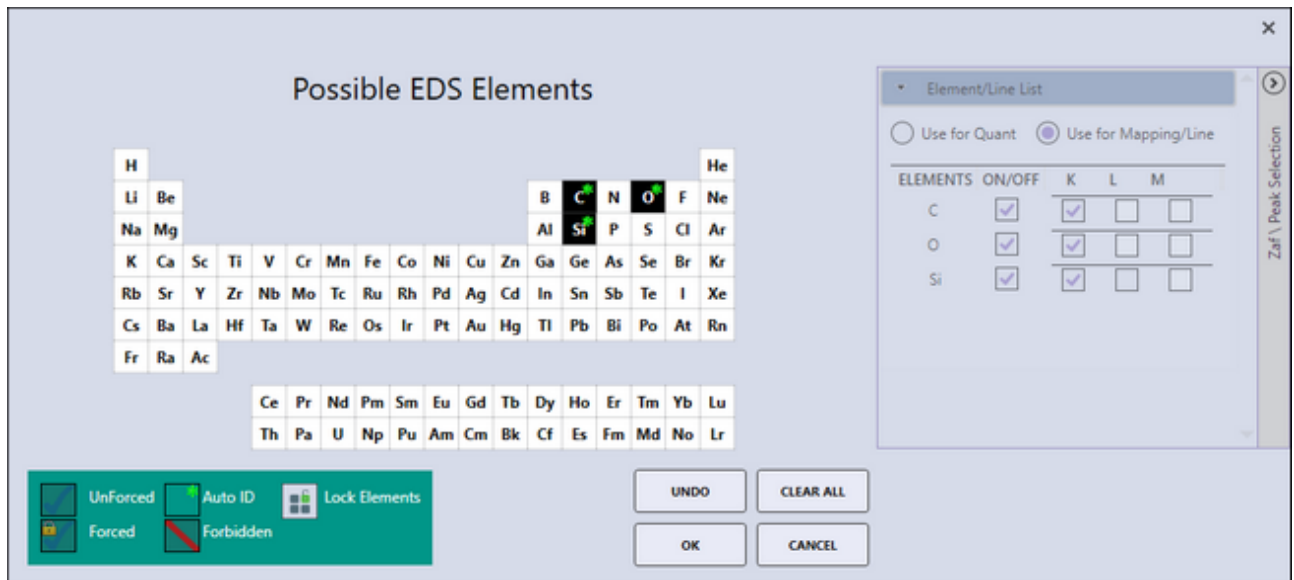 Possible EDS Elements
H He
Li Be B C N O F Ne
Na Mg Al Si P S Cl Ar
K Ca Sc Ti V Cr Mn Fe Co Ni Cu Zn Ga Ge As Se Br Kr
Rb Sr Y Zr Nb Mo Tc Ru Rh Pd Ag Cd In Sn Sb Te I Xe
Cs Ba La Hf Ta W Re Os Ir Pt Au Hg Tl Pb Bi Po At Rn
Fr Ra Ac
Ce Pr Nd Pm Sm Eu Gd Tb Dy Ho Er Tm Yb Lu
Th Pa U Np Pu Am Cm Bk Cf Es Fm Md No Lr
UnForced Auto ID Lock Elements
Forced Forbidden
UNDO CLEAR ALL
OK CANCEL
Element/Line List
Use for Quant Use for Mapping/Line
ELEMENTS ON/OFF K L M
C
O
Si
Zaf \ Peak Selection